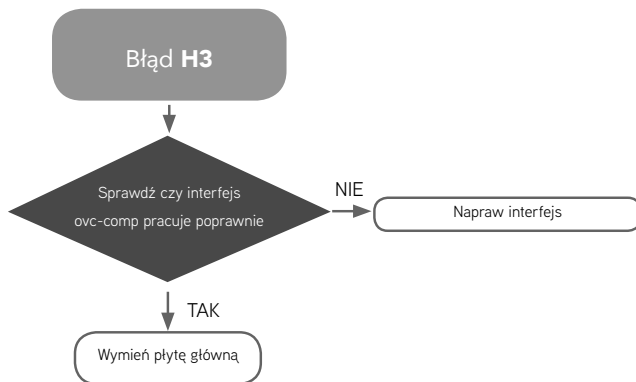 Błąd H3
Sprawdź czy interfejs
ovc-comp pracuje poprawnie
NIE
Napraw interfejs
TAK
Wymień płytę główną